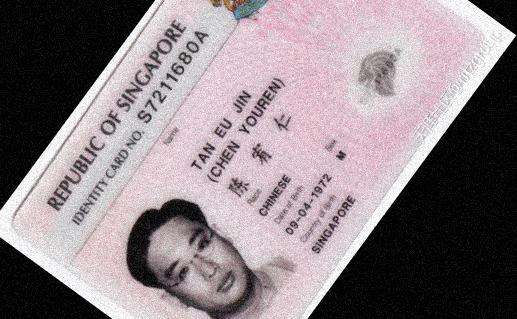 REPUBLIC OF SINGAPORE
IDENTITY CARD NO. S7211680A
Name
TAN EU JIN
(CHEN YOUREN)
陈有仁
Race
CHINESE
Date of Birth
Sex
09-04-1972
M
Country of Birth
SINGAPORE